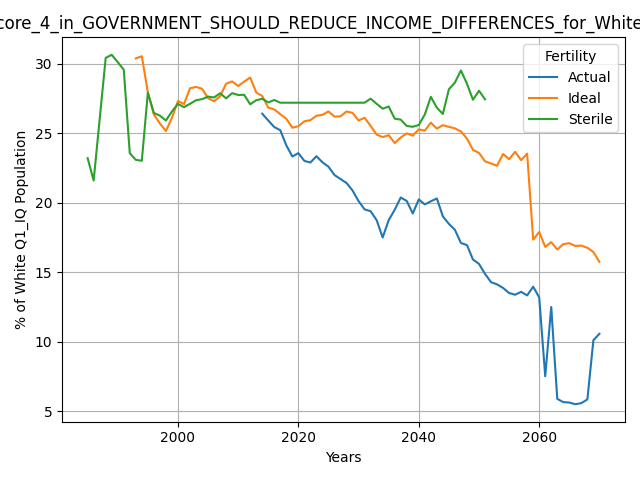 core_4_in_GOVERNMENT_SHOULD_REDUCE_INCOME_DIFFERENCES_for_White
Fertility
Actual
Ideal
Sterile
% of White Q1_IQ Population
30
25
20
15
10
5
2000
2020
2040
2060
Years